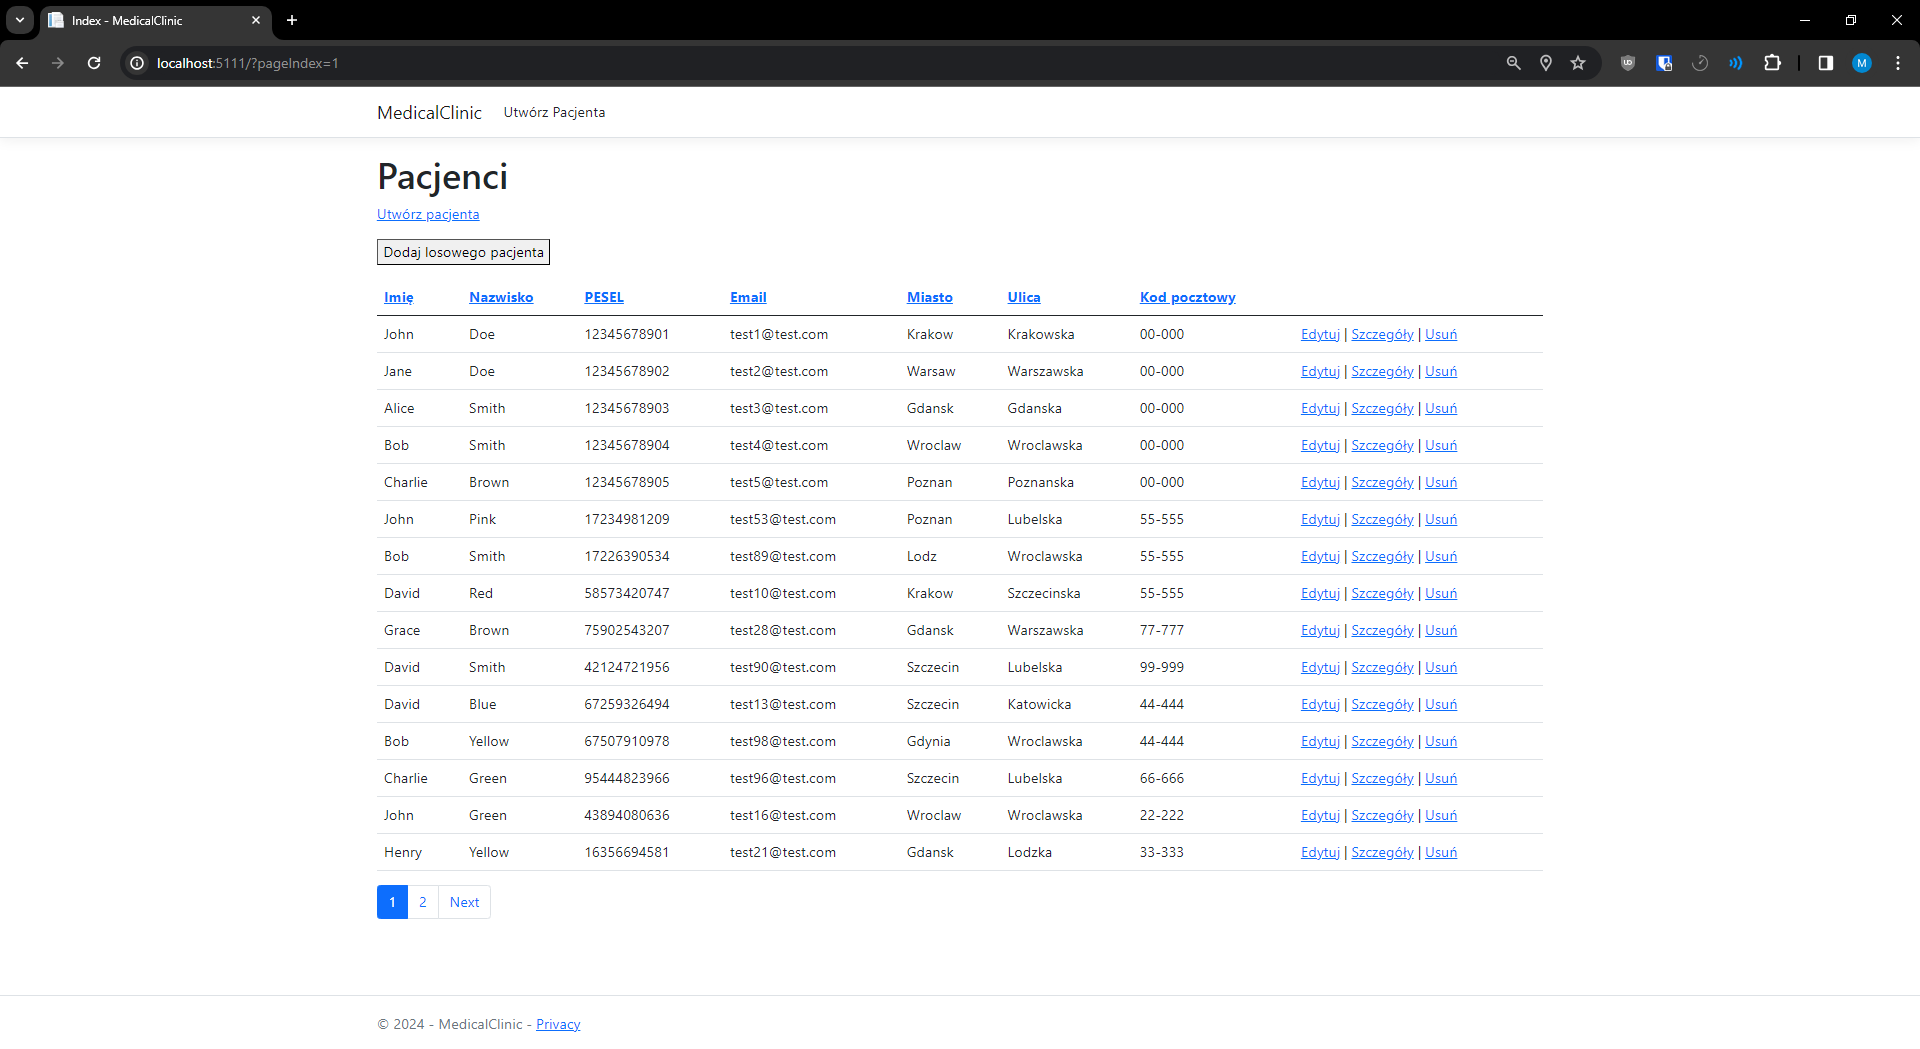 Index - MedicalClinic
localhost:5111/?pageIndex=1
M
MedicalClinic Utwórz Pacjenta
Pacjenci
Utwórz pacjenta
Dodaj losowego pacjenta
Imię Nazwisko PESEL Email Miasto Ulica Kod pocztowy
John Doe 12345678901 test1@test.com Krakow Krakowska 00-000 Edytuj | Szczegóły | Usuń
Jane Doe 12345678902 test2@test.com Warsaw Warszawska 00-000 Edytuj | Szczegóły | Usuń
Alice Smith 12345678903 test3@test.com Gdansk Gdanska 00-000 Edytuj | Szczegóły | Usuń
Bob Smith 12345678904 test4@test.com Wroclaw Wroclawska 00-000 Edytuj | Szczegóły | Usuń
Charlie Brown 12345678905 test5@test.com Poznan Poznanska 00-000 Edytuj | Szczegóły | Usuń
John Pink 17234981209 test53@test.com Poznan Lubelska 55-555 Edytuj | Szczegóły | Usuń
Bob Smith 17226390534 test89@test.com Lodz Wroclawska 55-555 Edytuj | Szczegóły | Usuń
David Red 58573420747 test10@test.com Krakow Szczecinska 55-555 Edytuj | Szczegóły | Usuń
Grace Brown 75902543207 test28@test.com Gdansk Warszawska 77-777 Edytuj | Szczegóły | Usuń
David Smith 42124721956 test90@test.com Szczecin Lubelska 99-999 Edytuj | Szczegóły | Usuń
David Blue 67259326494 test13@test.com Szczecin Katowicka 44-444 Edytuj | Szczegóły | Usuń
Bob Yellow 67507910978 test98@test.com Gdynia Wroclawska 44-444 Edytuj | Szczegóły | Usuń
Charlie Green 95444823966 test96@test.com Szczecin Lubelska 66-666 Edytuj | Szczegóły | Usuń
John Green 43894080636 test16@test.com Wroclaw Wroclawska 22-222 Edytuj | Szczegóły | Usuń
Henry Yellow 16356694581 test21@test.com Gdansk Lodzka 33-333 Edytuj | Szczegóły | Usuń
1 2 Next
© 2024 - MedicalClinic - Privacy